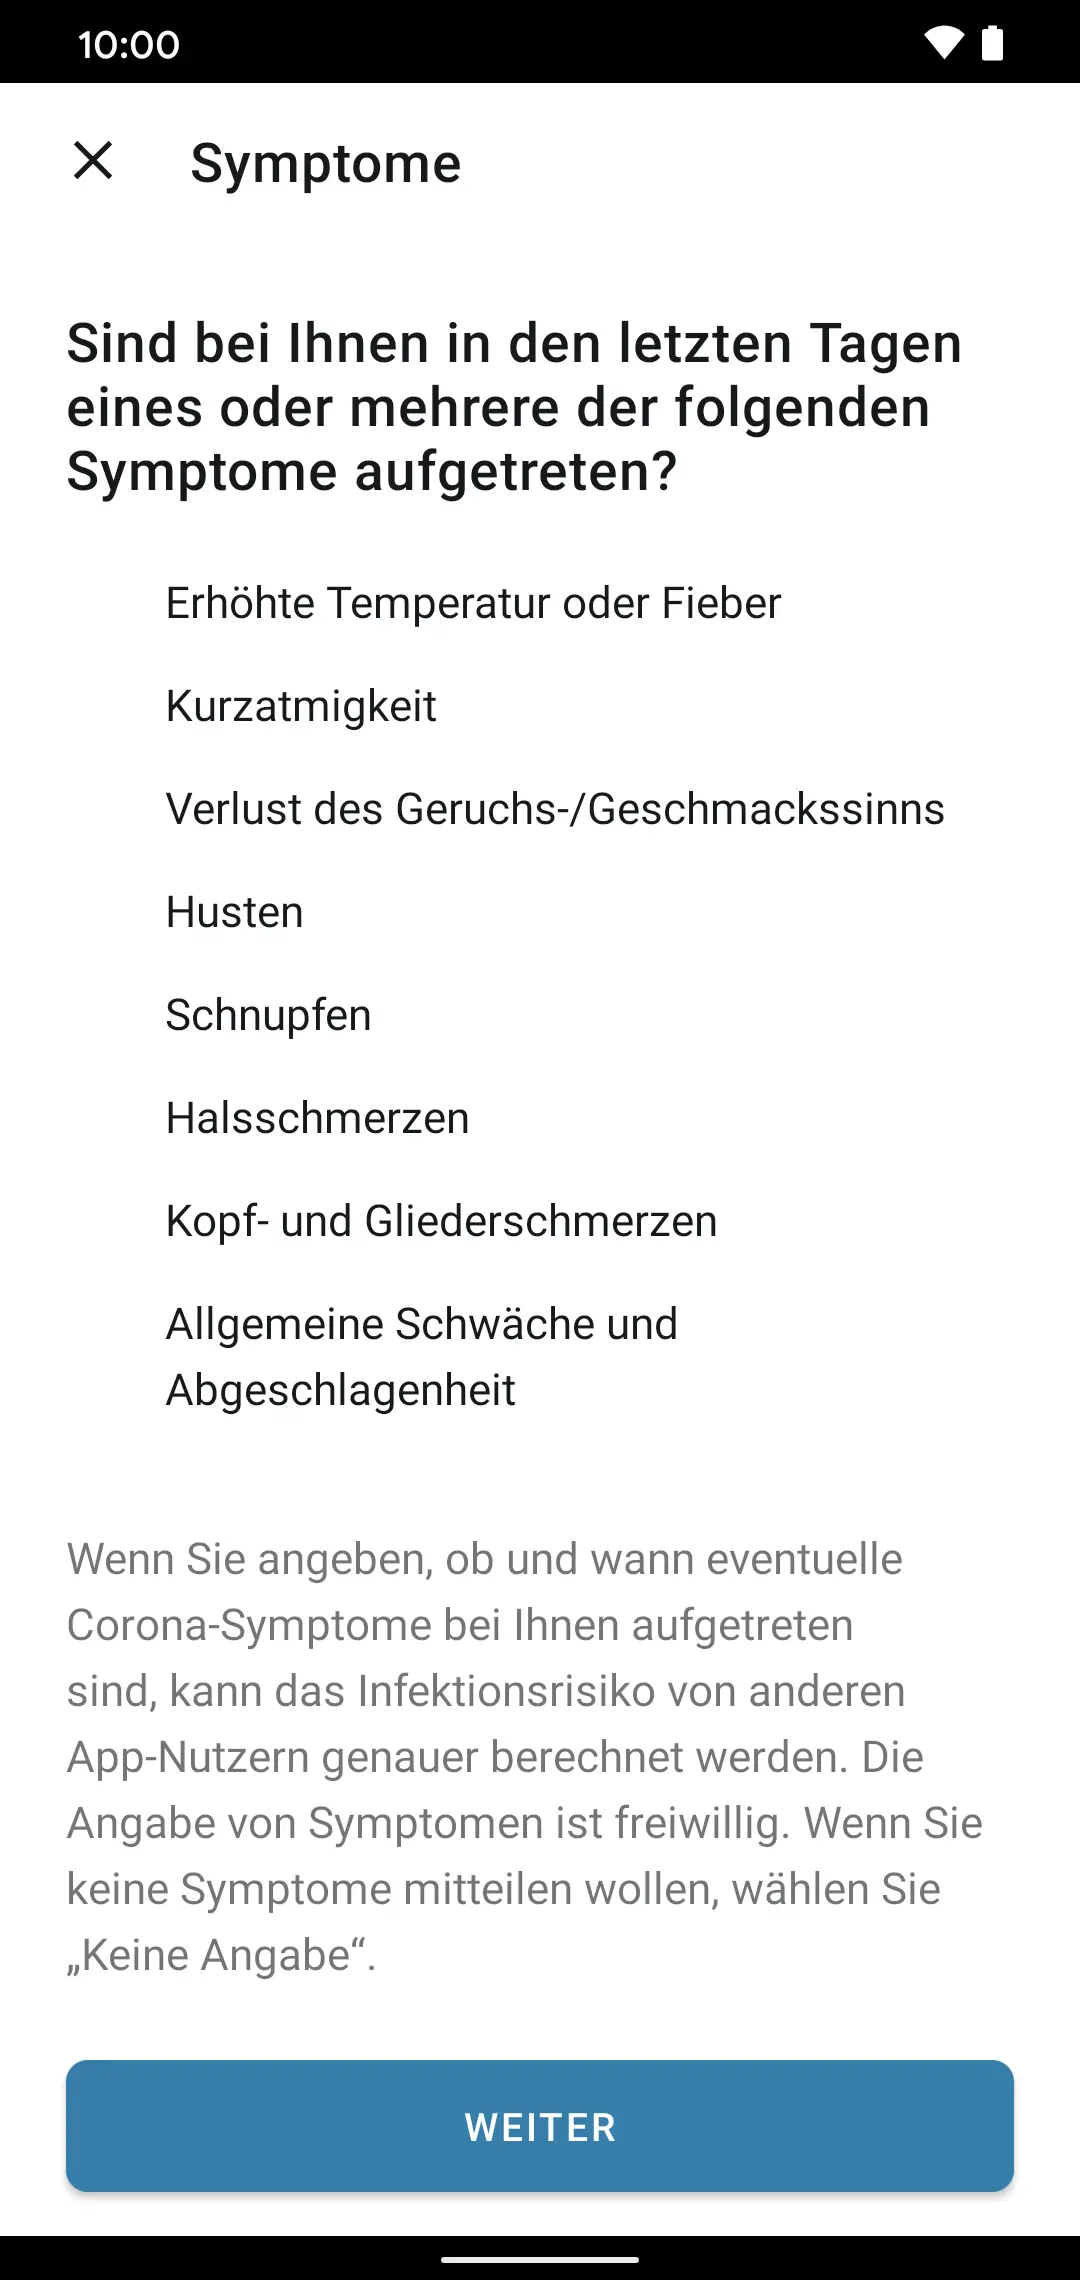 10:00
Symptome
Sind bei Ihnen in den letzten Tagen
eines oder mehrere der folgenden
Symptome aufgetreten?
Erhöhte Temperatur oder Fieber
Kurzatmigkeit
Verlust des Geruchs-/Geschmackssinns
Husten
Schnupfen
Halsschmerzen
Kopf- und Gliederschmerzen
Allgemeine Schwäche und
Abgeschlagenheit
Wenn Sie angeben, ob und wann eventuelle
Corona-Symptome bei Ihnen aufgetreten
sind, kann das Infektionsrisiko von anderen
App-Nutzern genauer berechnet werden. Die
Angabe von Symptomen ist freiwillig. Wenn Sie
keine Symptome mitteilen wollen, wählen Sie
„Keine Angabe“.
WEITER